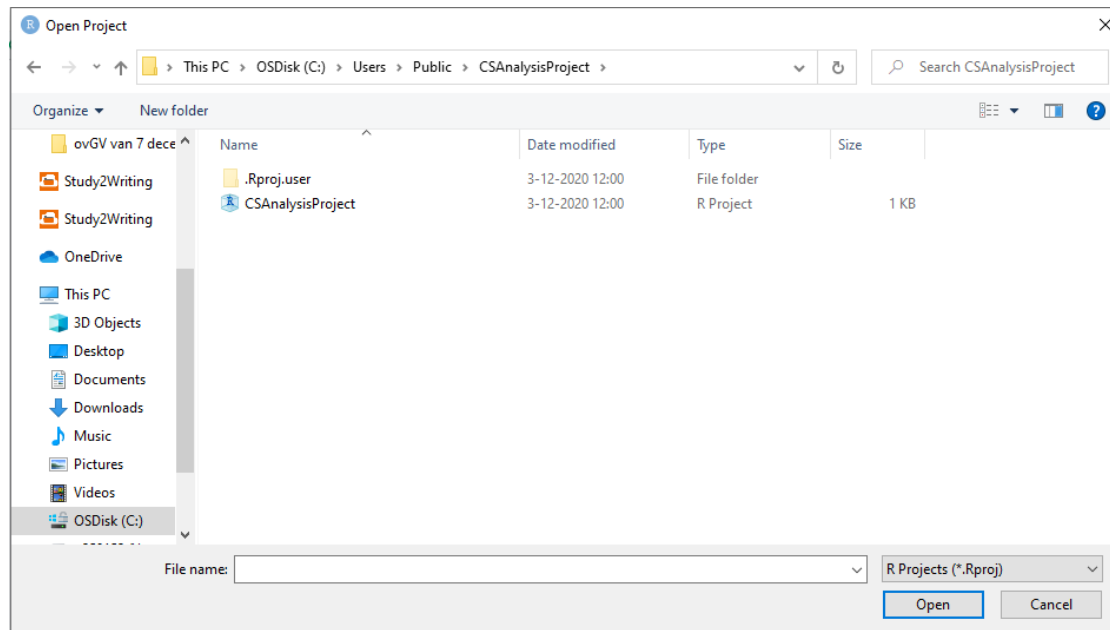 R Open Project
This PC > OSDisk (C:) > Users > Public > CSAnalysisProject >
Search CSAnalysisProject
Organize
New folder
?
ovGV van 7 dece
Name
Date modified
Type
Size
.Rproj.user
3-12-2020 12:00
File folder
Study2Writing
CSAnalysisProject
3-12-2020 12:00
R Project
1 KB
Study2Writing
OneDrive
This PC
3D Objects
Desktop
Documents
Downloads
Music
Pictures
Videos
OSDisk (C:)
File name:
R Projects (*.Rproj)
Open
Cancel